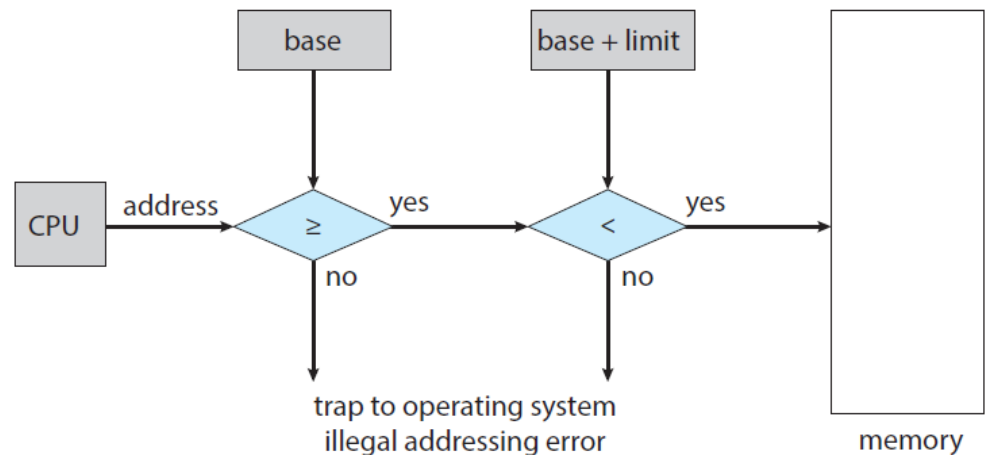 base
base + limit
CPU
address
≥
yes
<
yes
no
no
trap to operating system
illegal addressing error
memory